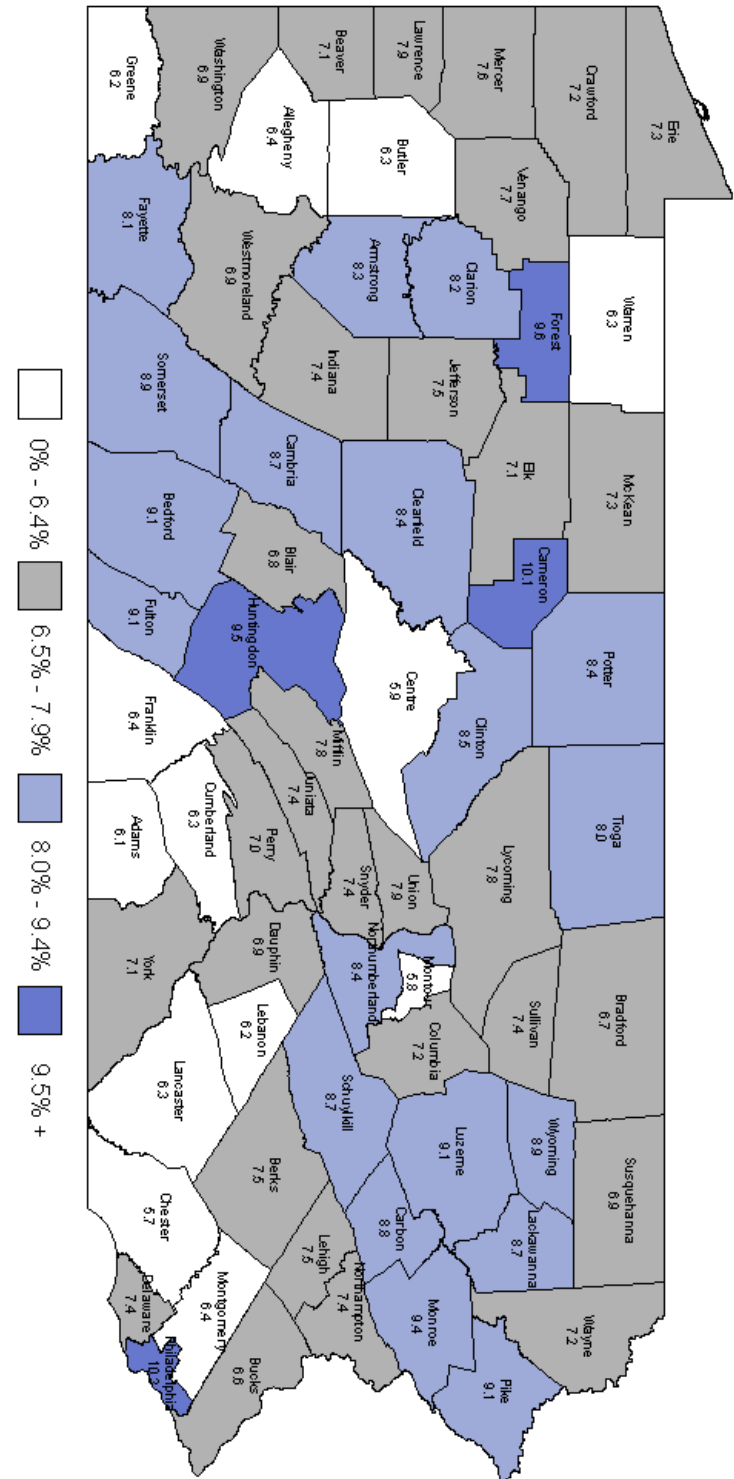 Erie
7.3
Crawford
7.2
Mercer
7.6
Lawrence
7.9
Beaver
7.1
Washington
6.9
Greene
6.2
Warren
6.3
Venango
7.7
Butler
6.3
Allegheny
6.4
Forest
9.6
Clarion
8.2
Armstrong
8.3
Westmoreland
6.9
Fayette
8.1
McKean
7.3
Elk
7.1
Jefferson
7.5
Indiana
7.4
Cambria
8.7
Somerset
8.9
Potter
8.4
Cameron
10.1
Clearfield
8.4
Blair
6.8
Bedford
9.1
Clinton
8.5
Centre
5.9
Huntingdon
9.5
Fulton
9.1
Franklin
6.4
Tioga
8.0
Lycoming
7.8
Union
7.9
Snyder
7.4
Mifflin
7.8
Juniata
7.4
Perry
7.0
Cumberland
6.3
Adams
6.1
Bradford
6.7
Sullivan
7.4
Montour
5.8
Northumberland
8.4
Columbia
7.2
Dauphin
6.9
York
7.1
Lebanon
6.2
Lancaster
6.3
Susquehanna
6.9
Wyoming
8.9
Lackawanna
8.7
Luzerne
9.1
Schuylkill
8.7
Carbon
8.8
Berks
7.5
Chester
5.7
Wayne
7.2
Pike
9.1
Monroe
9.4
Northampton
7.4
Lehigh
7.5
Montgomery
6.4
Bucks
6.6
Delaware
7.4
Philadelphia
10.3
0% - 6.4%
6.5% - 7.9%
8.0% - 9.4%
9.5% +